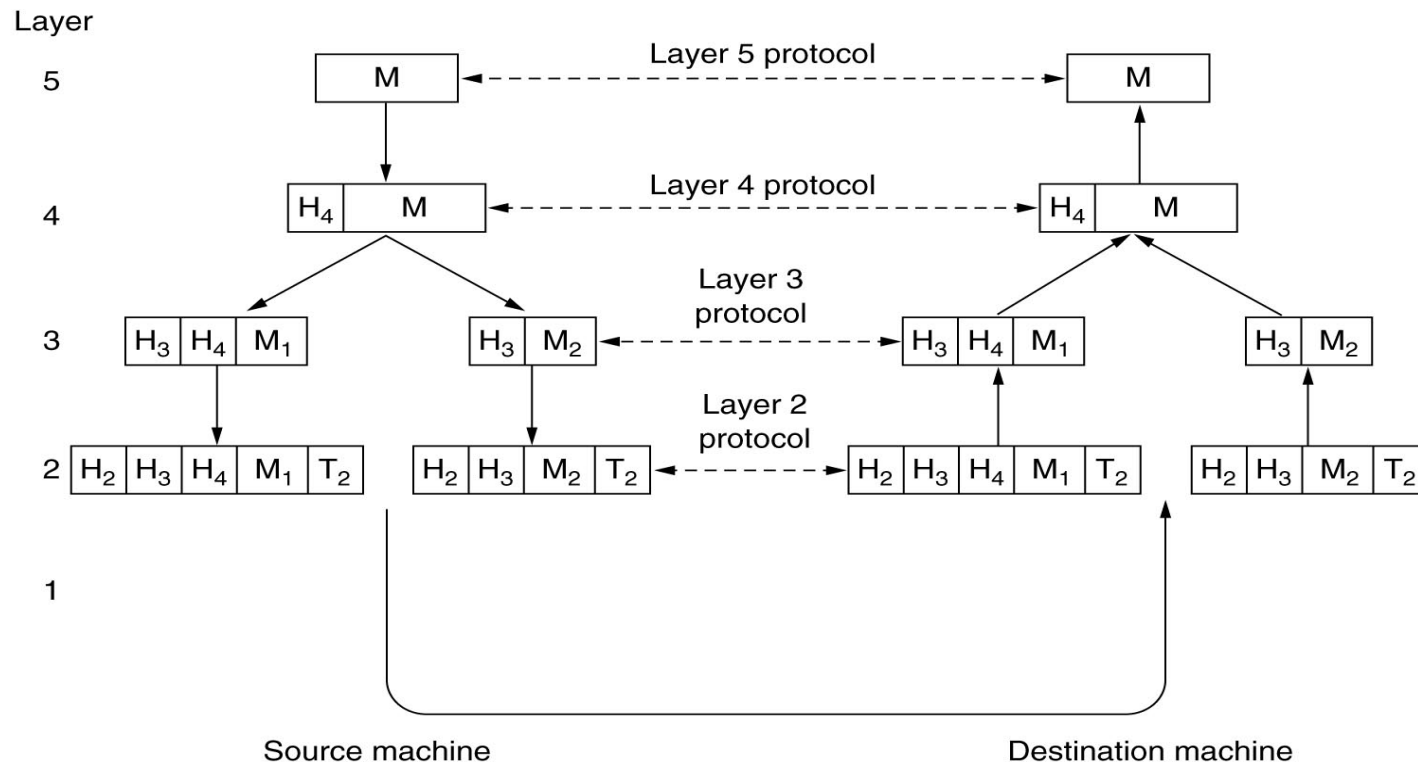 Layer
5
M
Layer 5 protocol
M
4
H₄ M
Layer 4 protocol
H₄ M
3
H₃ H₄ M₁
H₃ M₂
Layer 3
protocol
H₃ H₄ M₁
H₃ M₂
2
H₂ H₃ H₄ M₁ T₂
H₂ H₃ M₂ T₂
Layer 2
protocol
H₂ H₃ H₄ M₁ T₂
H₂ H₃ M₂ T₂
1
Source machine
Destination machine